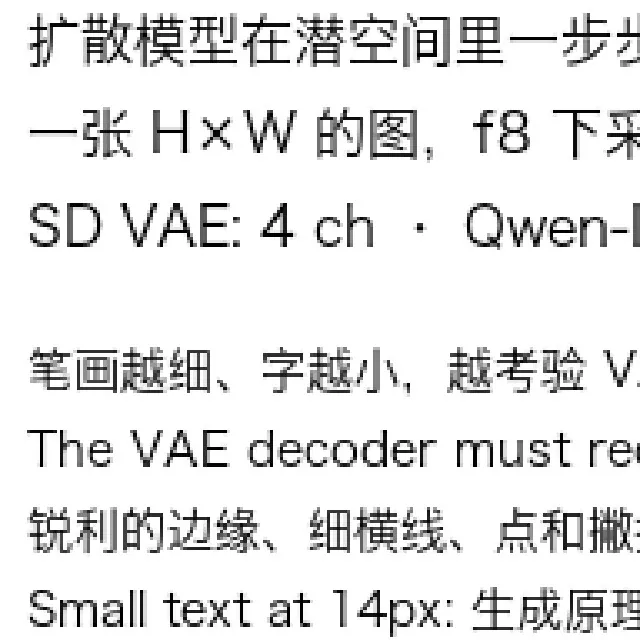 扩散模型在潜空间里一步步
一张 H×W 的图，f8 下采
SD VAE: 4 ch · Qwen-
笔画越细、字越小，越考验 V
The VAE decoder must re
锐利的边缘、细横线、点和撇
Small text at 14px: 生成原理